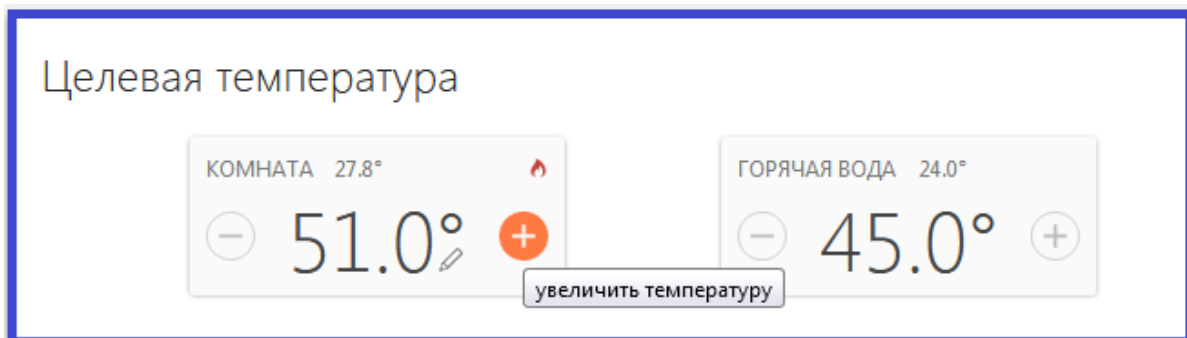 Целевая температура
КОМНАТА 27.8°
51.0°
ГОРЯЧАЯ ВОДА 24.0°
45.0°
увеличить температуру